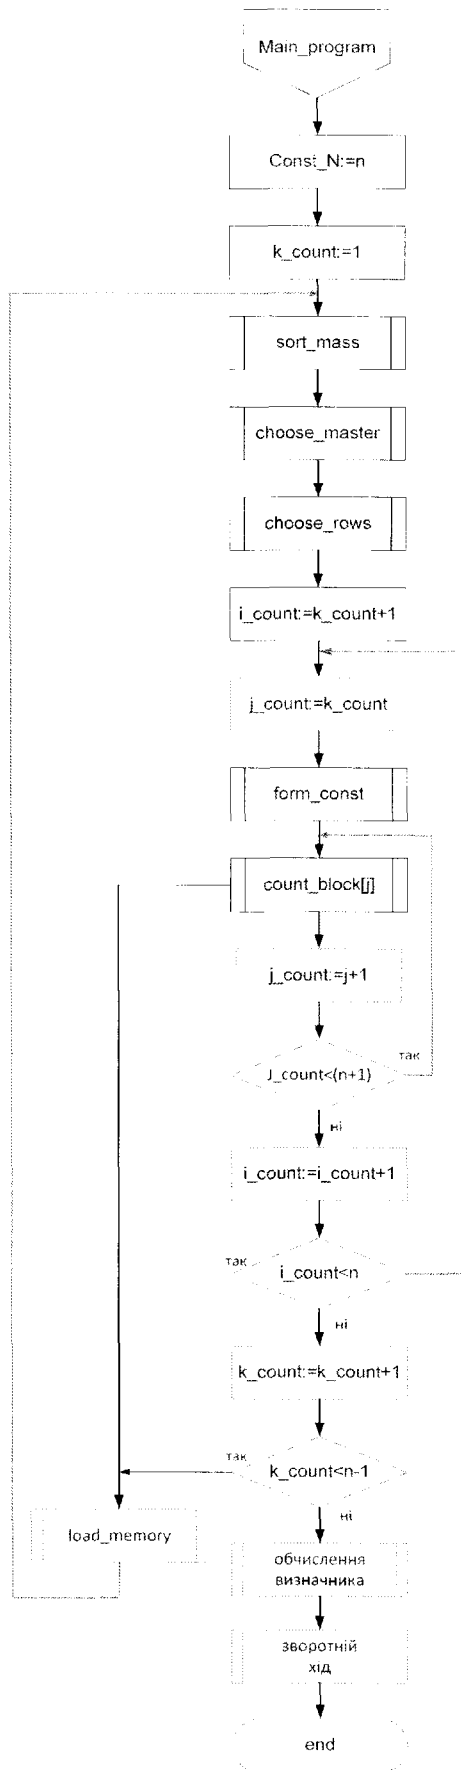 Main_program
Const_N:=n
k_count:=1
sort_mass
choose_master
choose_rows
i_count:=k_count+1
j_count:=k_count
form_const
count_block[j]
j_count:=j+1
так
J_count<(n+1)
ні
i_count:=i_count+1
так
i_count<n
ні
k_count:=k_count+1
так
k_count<n-1
ні
load_memory
обчислення
визначника
зворотній
хід
end